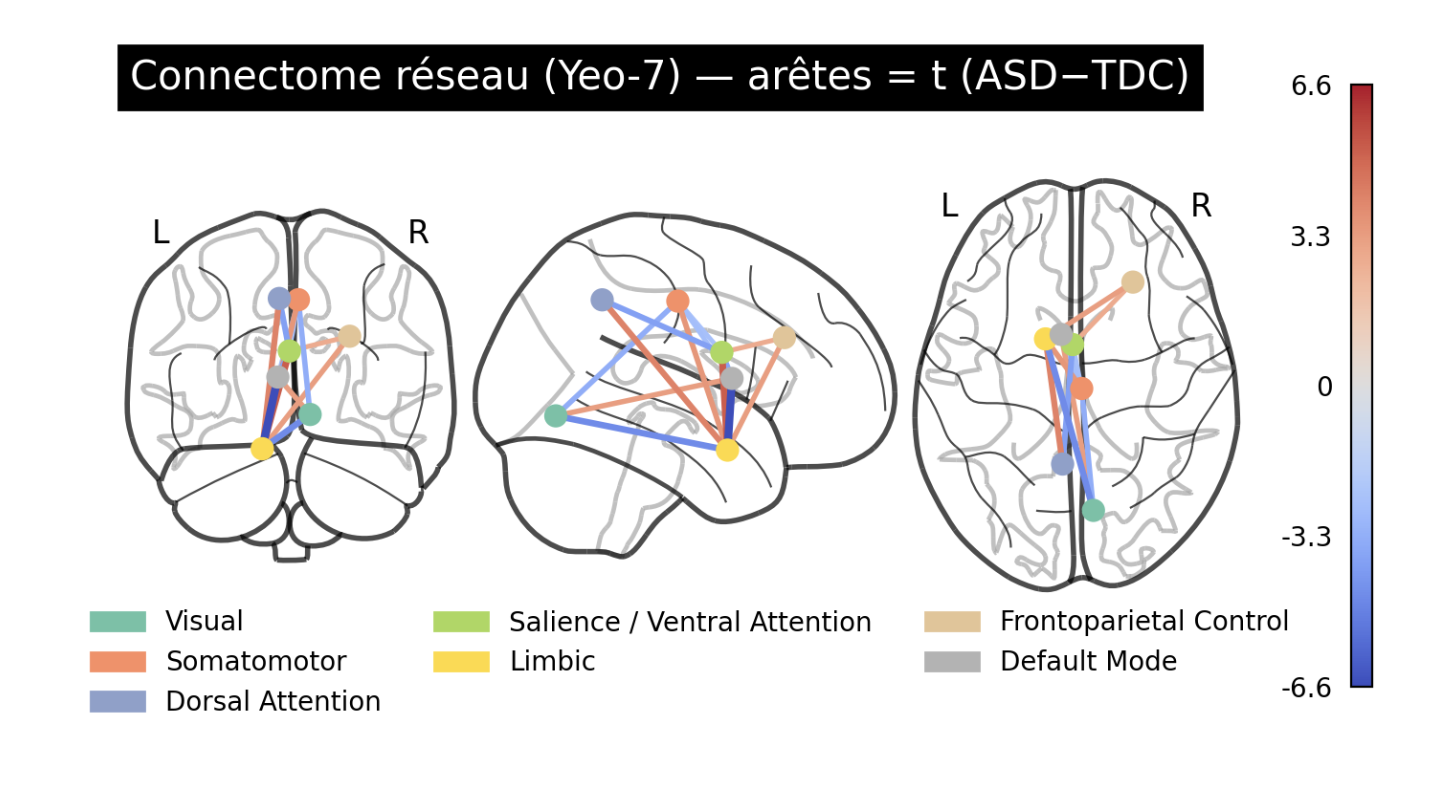 Connectome réseau (Yeo-7) — arêtes = t (ASD−TDC)
6.6
3.3
0
-3.3
-6.6
L
R
L
R
Visual
Somatomotor
Dorsal Attention
Salience / Ventral Attention
Limbic
Frontoparietal Control
Default Mode